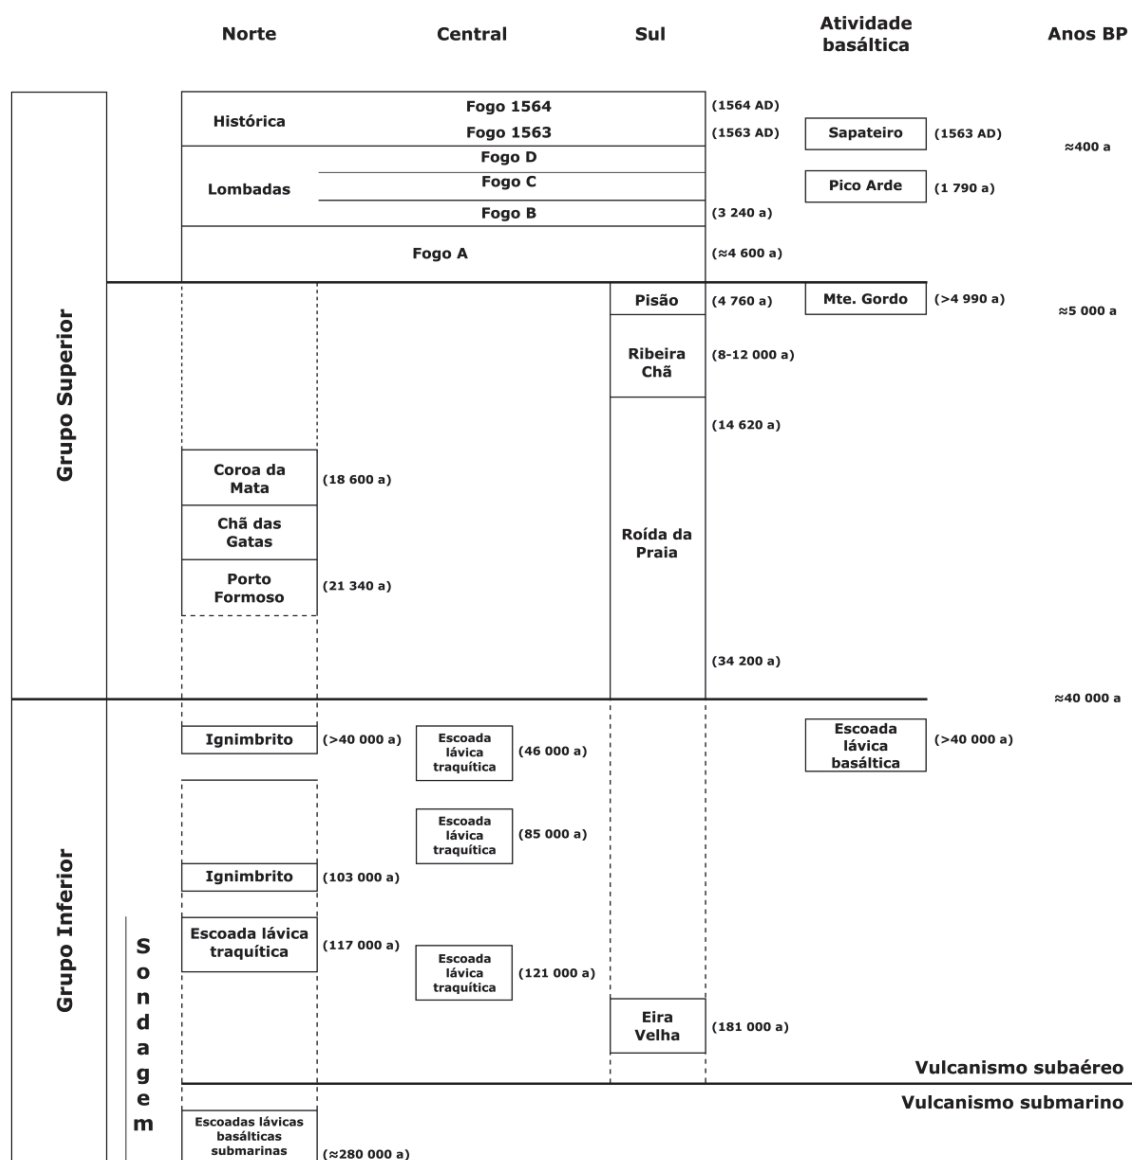 Norte
Central
Sul
Atividade
basáltica
Anos BP
Grupo Superior
Histórica
Fogo 1564
(1564 AD)
Fogo 1563
(1563 AD)
Sapateiro
(1563 AD)
≈400 a
Lombadas
Fogo D
Fogo C
Pico Arde
(1 790 a)
Fogo B
(3 240 a)
Fogo A
(≈4 600 a)
Pisão
(4 760 a)
Mte. Gordo
(>4 990 a)
≈5 000 a
Ribeira
Chã
(8-12 000 a)
(14 620 a)
Coroa da
Mata
(18 600 a)
Chã das
Gatas
Roída da
Praia
Porto
Formoso
(21 340 a)
(34 200 a)
≈40 000 a
Grupo Inferior
Ignimbrito
(>40 000 a)
Escoada
lávica
traquítica
(46 000 a)
Escoada
lávica
basáltica
(>40 000 a)
Escoada
lávica
traquítica
(85 000 a)
Ignimbrito
(103 000 a)
Sondagem
Escoada lávica
traquítica
(117 000 a)
Escoada
lávica
traquítica
(121 000 a)
Eira
Velha
(181 000 a)
Vulcanismo subaéreo
Vulcanismo submarino
Escoadas lávicas
basálticas
submarinas
(≈280 000 a)